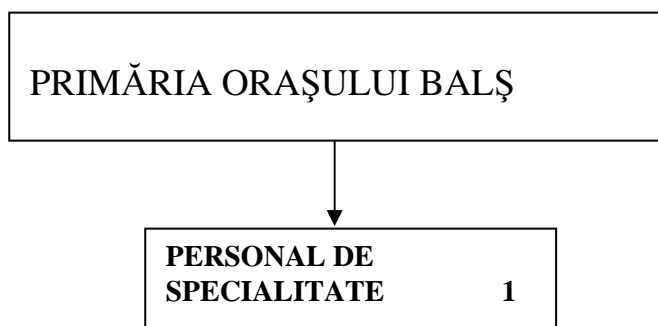 PRIMĂRIA ORAŞULUI BALŞ
PERSONAL DE
SPECIALITATE 1